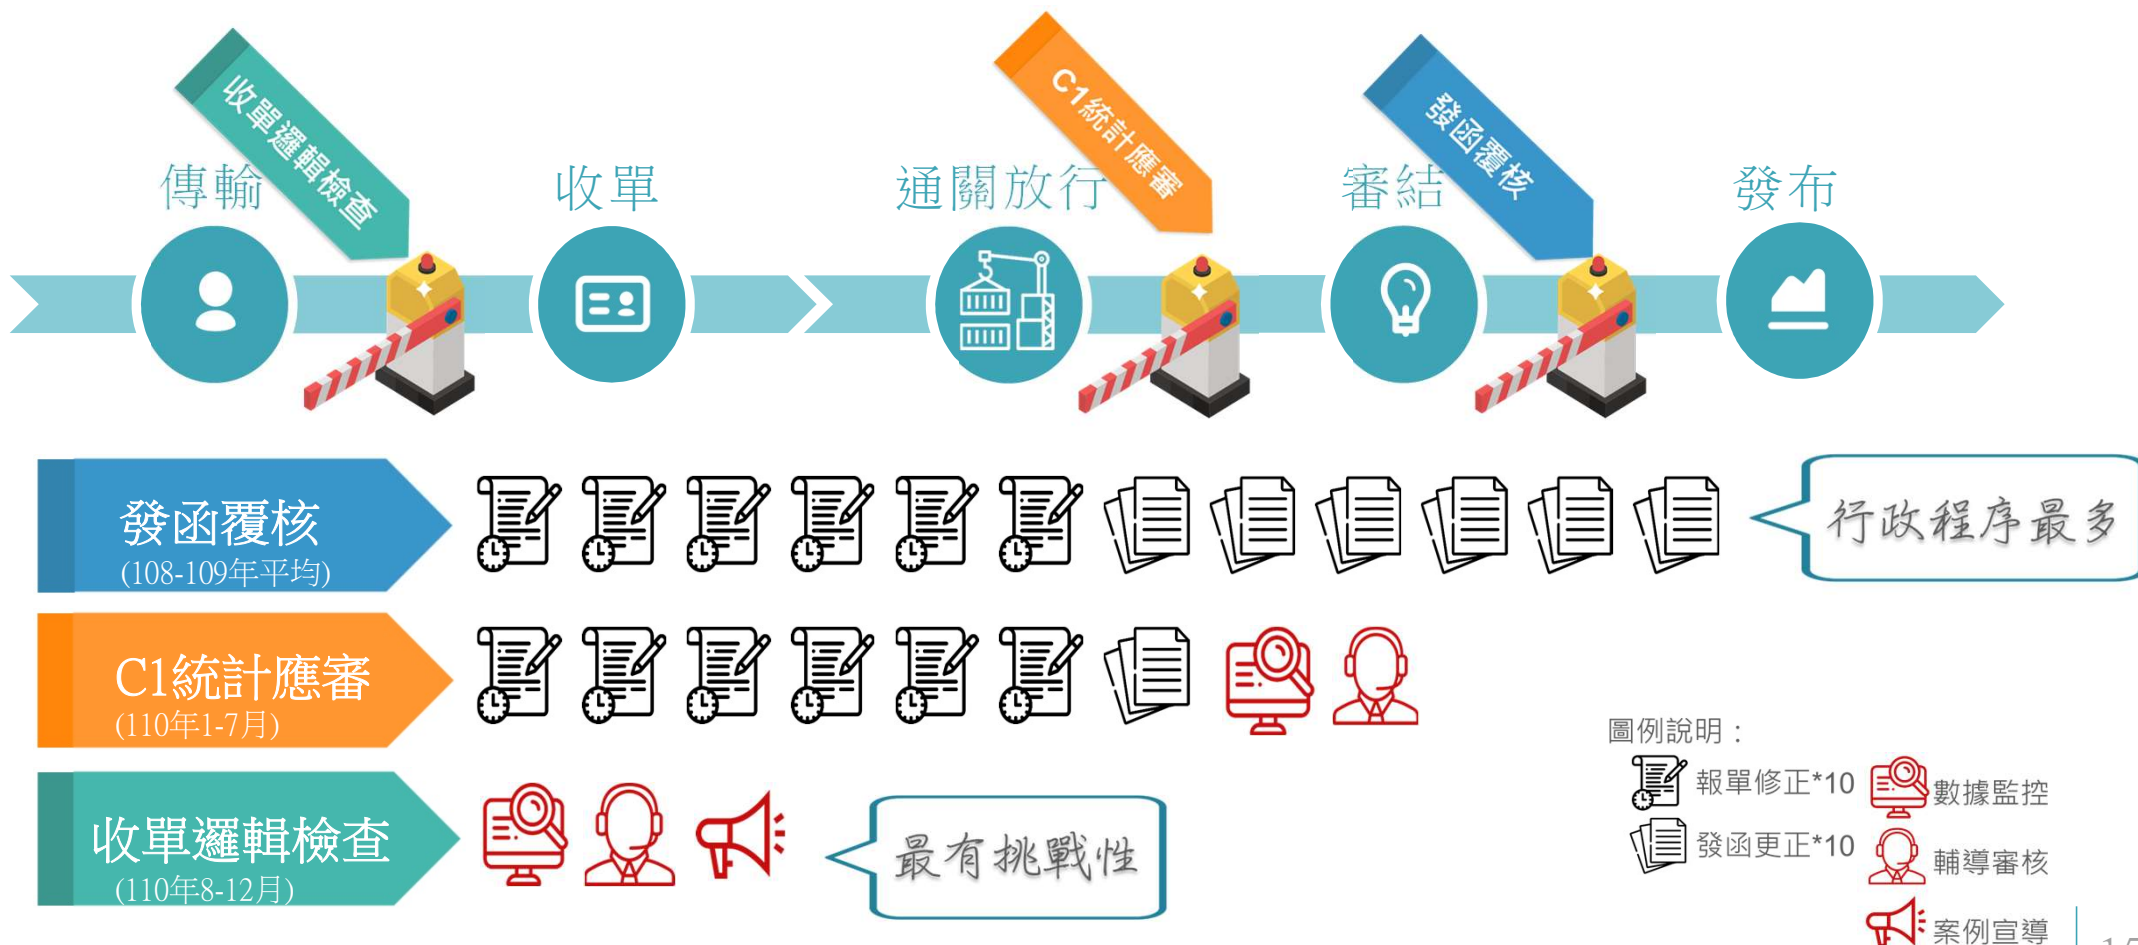 收單邏輯檢查
C1統計應審
發函覆核
傳輸
收單
通關放行
審結
發布
發函覆核
(108-109年平均)
行政程序最多
C1統計應審
(110年1-7月)
收單邏輯檢查
(110年8-12月)
最有挑戰性
圖例說明：
報單修正*10
數據監控
發函更正*10
輔導審核
案例宣導